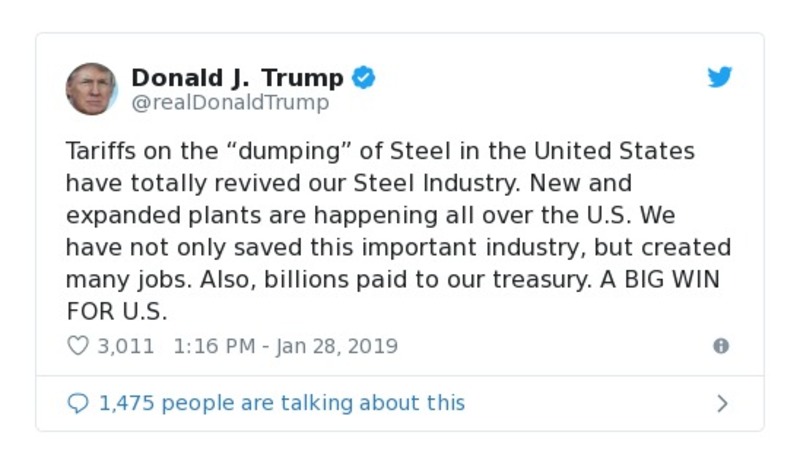 Donald J. Trump
@realDonaldTrump
Tariffs on the “dumping” of Steel in the United States
have totally revived our Steel Industry. New and
expanded plants are happening all over the U.S. We
have not only saved this important industry, but created
many jobs. Also, billions paid to our treasury. A BIG WIN
FOR U.S.
3,011 1:16 PM - Jan 28, 2019
1,475 people are talking about this